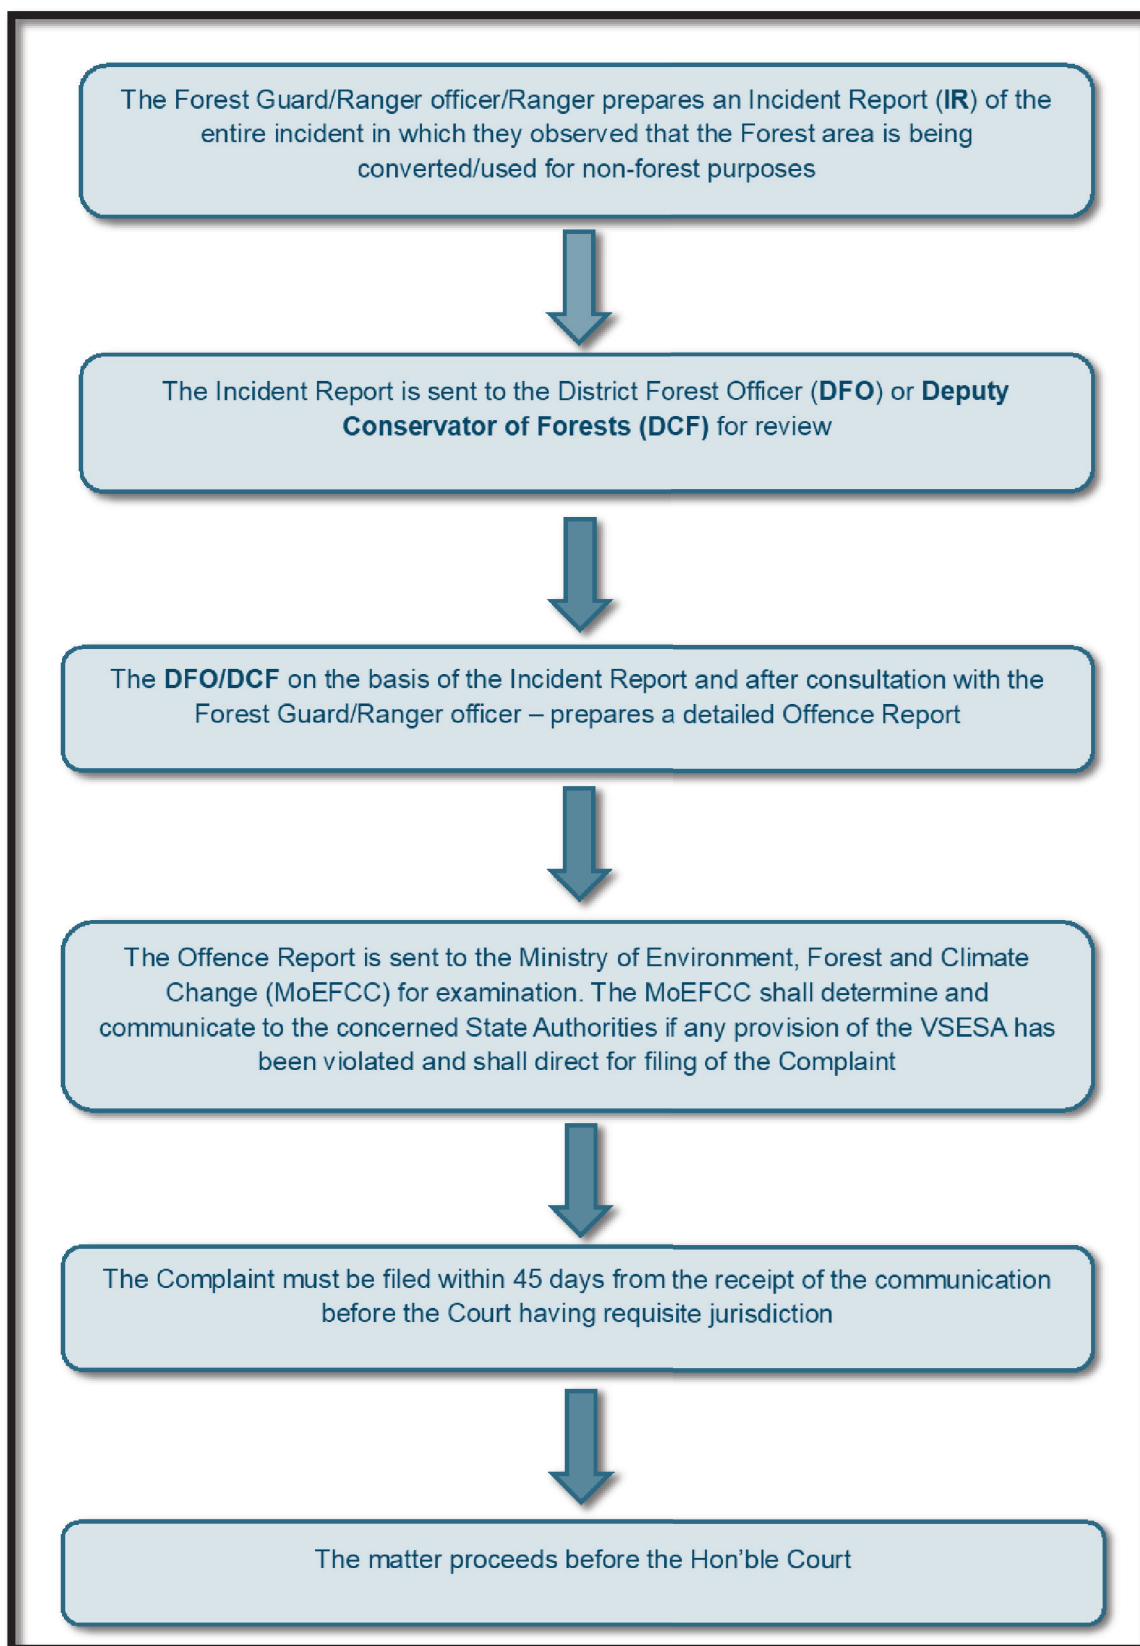 The Forest Guard/Ranger officer/Ranger prepares an Incident Report (IR) of the
entire incident in which they observed that the Forest area is being
converted/used for non-forest purposes
The Incident Report is sent to the District Forest Officer (DFO) or Deputy
Conservator of Forests (DCF) for review
The DFO/DCF on the basis of the Incident Report and after consultation with the
Forest Guard/Ranger officer – prepares a detailed Offence Report
The Offence Report is sent to the Ministry of Environment, Forest and Climate
Change (MoEFCC) for examination. The MoEFCC shall determine and
communicate to the concerned State Authorities if any provision of the VSESA has
been violated and shall direct for filing of the Complaint
The Complaint must be filed within 45 days from the receipt of the communication
before the Court having requisite jurisdiction
The matter proceeds before the Hon’ble Court